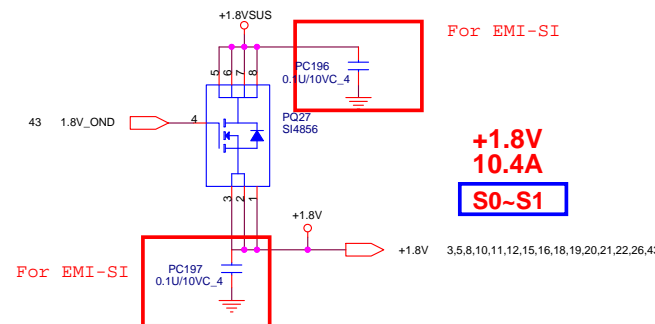 +1.8VSUS
For EMI-SI
5 6 7 8
PC196
0.1U/10VC_4
43 1.8V_OND 4
PQ27
SI4856
+1.8V
10.4A
S0~S1
3 2 1
+1.8V
+1.8V 3,5,8,10,11,12,15,16,18,19,20,21,22,26,43
For EMI-SI
PC197
0.1U/10VC_4